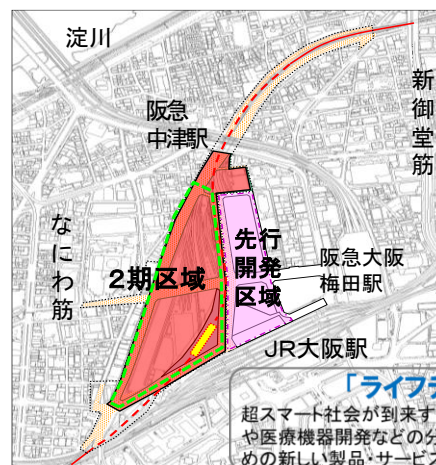 淀川
阪急
中津駅
新御堂筋
なにわ筋
2期区域
先行
開発
区域
阪急大阪
梅田駅
JR大阪駅
「ライフデ
超スマート社会が到来す
や医療機器開発などの分
めの新しい製品・サービス